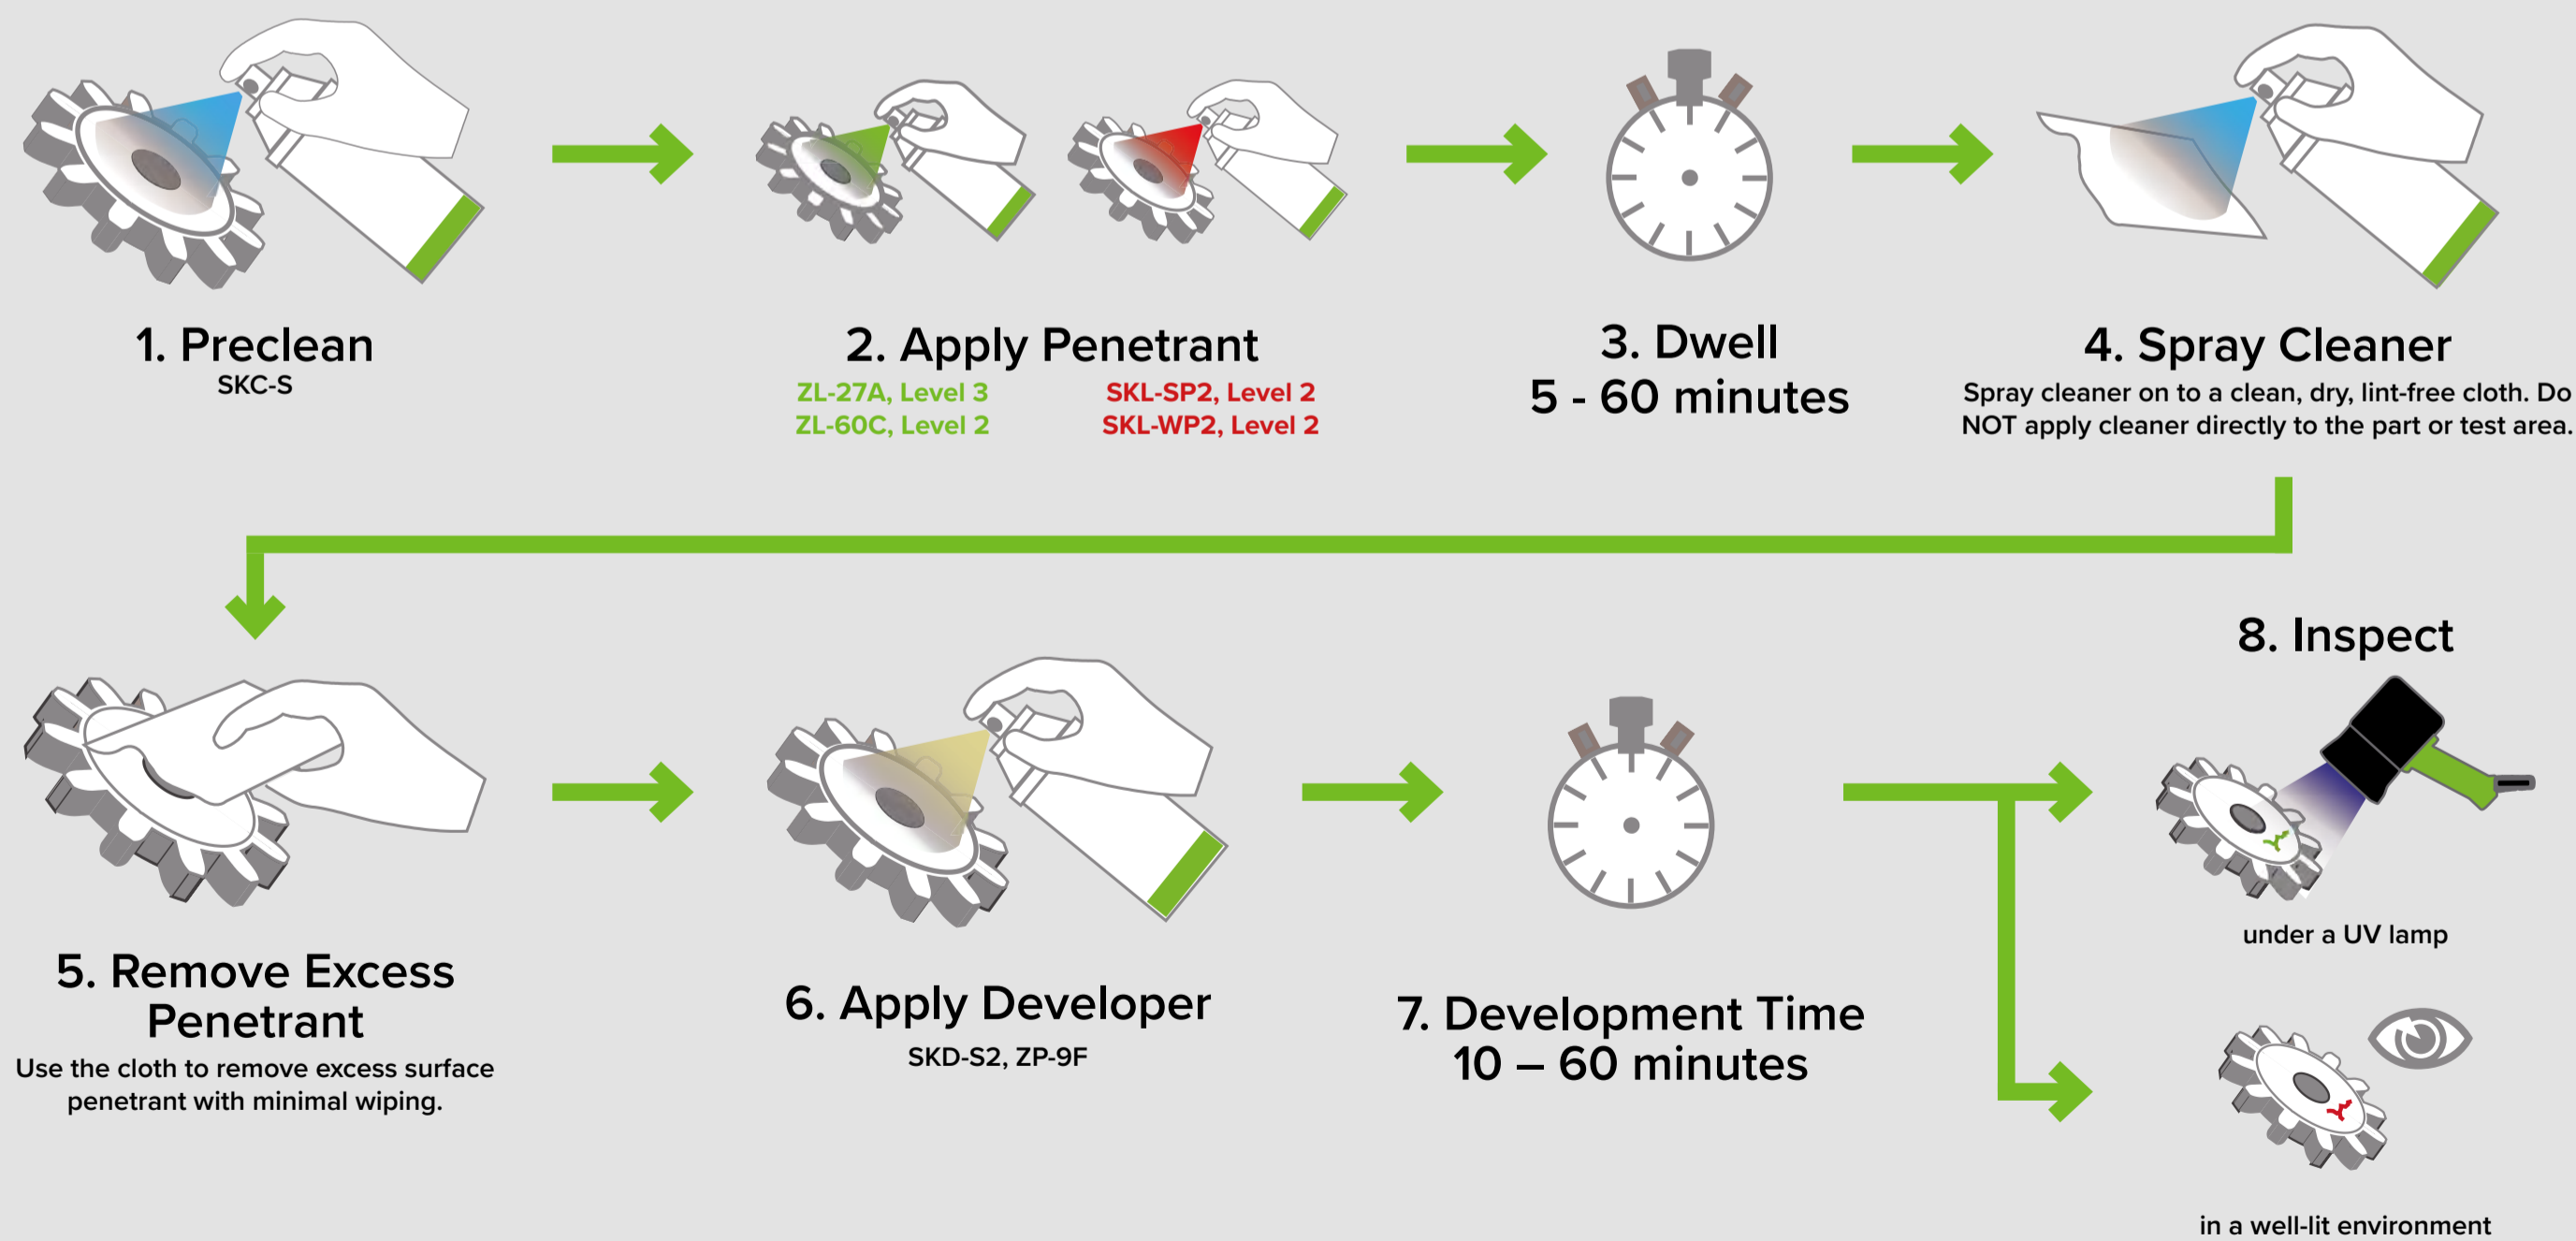 1. Preclean
SKC-S
2. Apply Penetrant
ZL-27A, Level 3
ZL-60C, Level 2
SKL-SP2, Level 2
SKL-WP2, Level 2
3. Dwell
5 - 60 minutes
4. Spray Cleaner
Spray cleaner on to a clean, dry, lint-free cloth. Do
NOT apply cleaner directly to the part or test area.
5. Remove Excess
Penetrant
Use the cloth to remove excess surface
penetrant with minimal wiping.
6. Apply Developer
SKD-S2, ZP-9F
7. Development Time
10 – 60 minutes
8. Inspect
under a UV lamp
in a well-lit environment